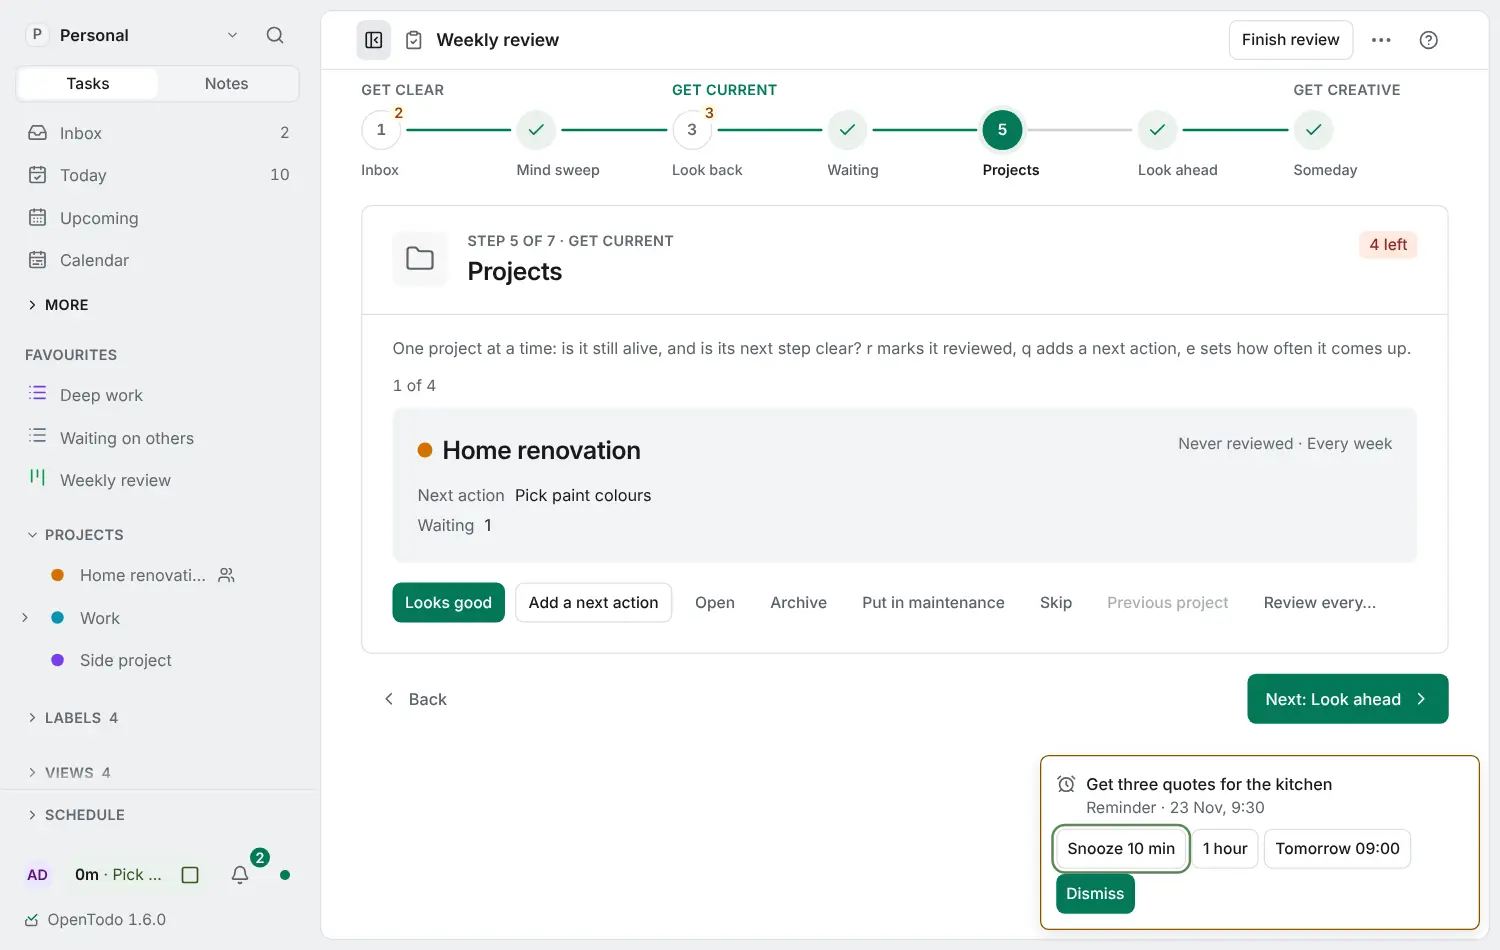 P Personal
Tasks Notes
Inbox 2
Today 10
Upcoming
Calendar
MORE
FAVOURITES
Deep work
Waiting on others
Weekly review
PROJECTS
Home renovati...
Work
Side project
LABELS 4
VIEWS 4
SCHEDULE
AD 0m · Pick ... 2
OpenTodo 1.6.0
Weekly review Finish review
GET CLEAR GET CURRENT GET CREATIVE
1 2 3 3 5
Inbox Mind sweep Look back Waiting Projects Look ahead Someday
STEP 5 OF 7 · GET CURRENT
Projects
4 left
One project at a time: is it still alive, and is its next step clear? r marks it reviewed, q adds a next action, e sets how often it comes up.
1 of 4
Home renovation
Never reviewed · Every week
Next action Pick paint colours
Waiting 1
Looks good Add a next action Open Archive Put in maintenance Skip Previous project Review every...
Back Next: Look ahead
Get three quotes for the kitchen
Reminder · 23 Nov, 9:30
Snooze 10 min 1 hour Tomorrow 09:00
Dismiss